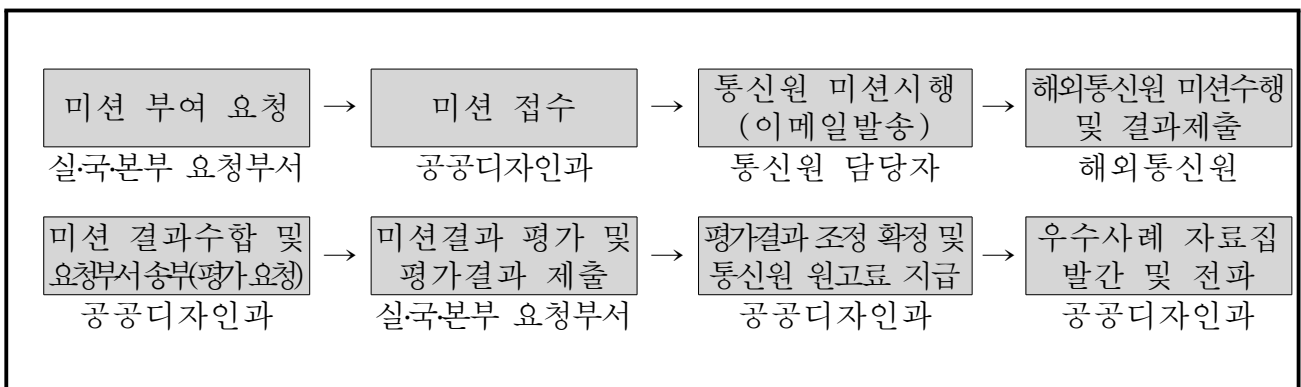 미션 부여 요청 → 미션 접수 → 통신원 미션시행 (이메일발송) → 해외통신원 미션수행 및 결과제출
실·국·본부 요청부서 공공디자인과 통신원 담당자 해외통신원
미션 결과수합 및 요청부서 송부(평가 요청) → 미션결과 평가 및 평가결과 제출 → 평가결과 조정 확정 및 통신원 원고료 지급 → 우수사례 자료집 발간 및 전파
공공디자인과 실·국·본부 요청부서 공공디자인과 공공디자인과